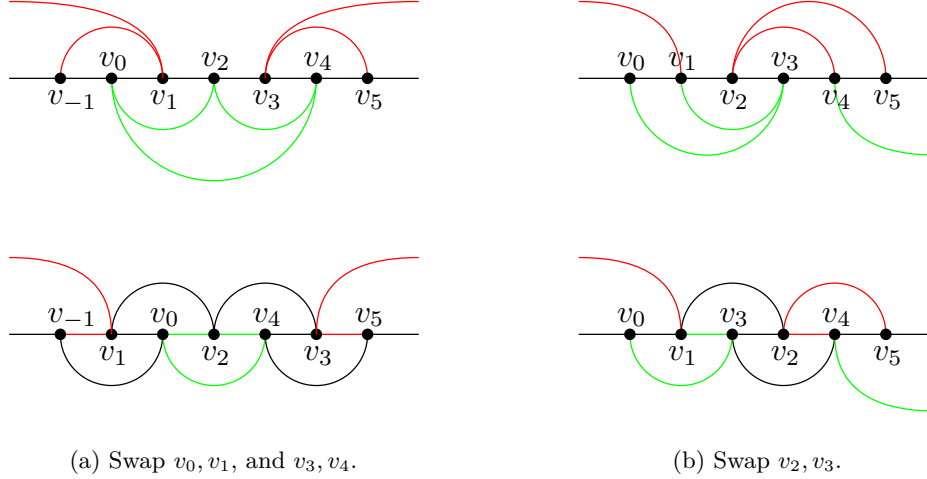 v₀ v₂ v₄
v₋₁ v₁ v₃ v₅
v₁ v₃
v₀ v₂ v₄ v₅
v₋₁ v₀ v₄ v₅
v₁ v₂ v₃
v₀ v₃ v₄
v₁ v₂ v₅
(a) Swap v₀, v₁, and v₃, v₄.
(b) Swap v₂, v₃.